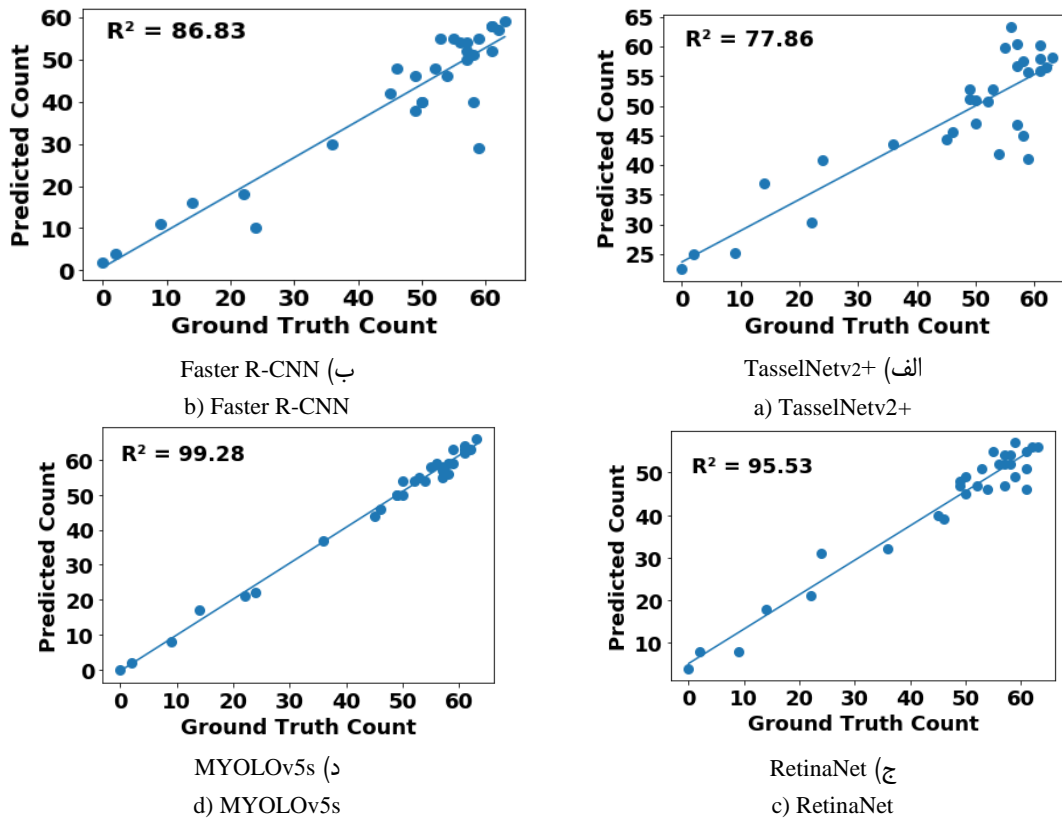 R² = 86.83
Predicted Count
60
50
40
30
20
10
0
0 10 20 30 40 50 60
Ground Truth Count
ب) Faster R-CNN
b) Faster R-CNN
R² = 77.86
Predicted Count
65
60
55
50
45
40
35
30
25
0 10 20 30 40 50 60
Ground Truth Count
الف) TasselNetv2+
a) TasselNetv2+
R² = 99.28
Predicted Count
60
50
40
30
20
10
0
0 10 20 30 40 50 60
Ground Truth Count
د) MYOLOv5s
d) MYOLOv5s
R² = 95.53
Predicted Count
50
40
30
20
10
0 10 20 30 40 50 60
Ground Truth Count
ج) RetinaNet
c) RetinaNet